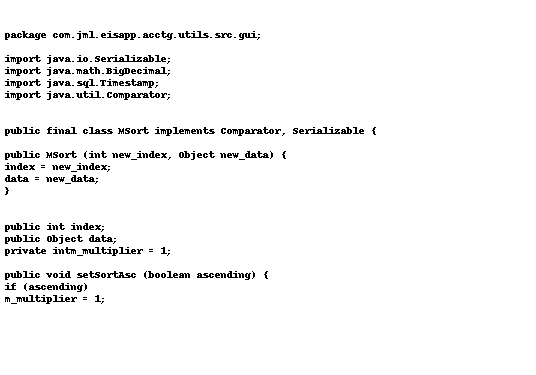 package com.jml.eisapp.acctg.utils.src.gui;
import java.io.Serializable;
import java.math.BigDecimal;
import java.sql.Timestamp;
import java.util.Comparator;
public final class MSort implements Comparator, Serializable {
public MSort (int new_index, Object new_data) {
index = new_index;
data = new_data;
}
public int index;
public Object data;
private intm_multiplier = 1;
public void setSortAsc (boolean ascending) {
if (ascending)
m_multiplier = 1;